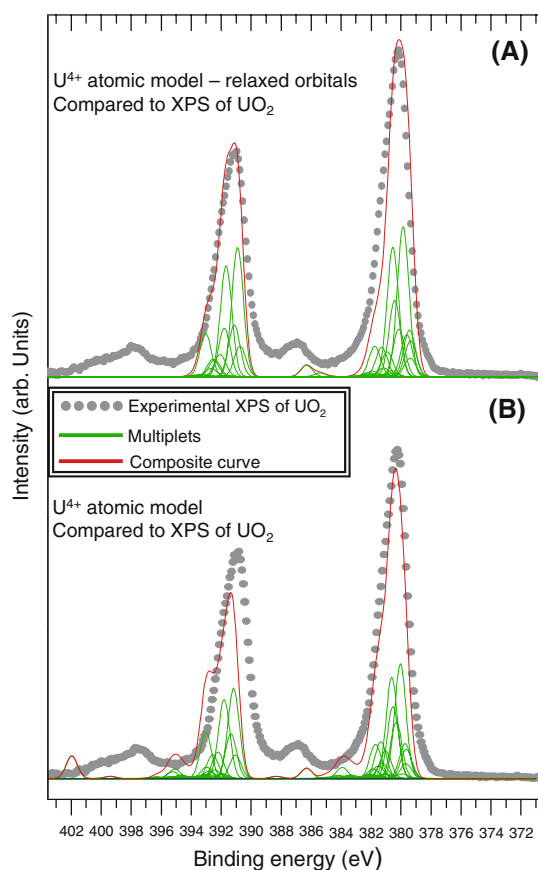 (A)
U⁴⁺ atomic model – relaxed orbitals
Compared to XPS of UO₂
Intensity (arb. Units)
Experimental XPS of UO₂
Multiplets
Composite curve
(B)
U⁴⁺ atomic model
Compared to XPS of UO₂
402 400 398 396 394 392 390 388 386 384 382 380 378 376 374 372
Binding energy (eV)